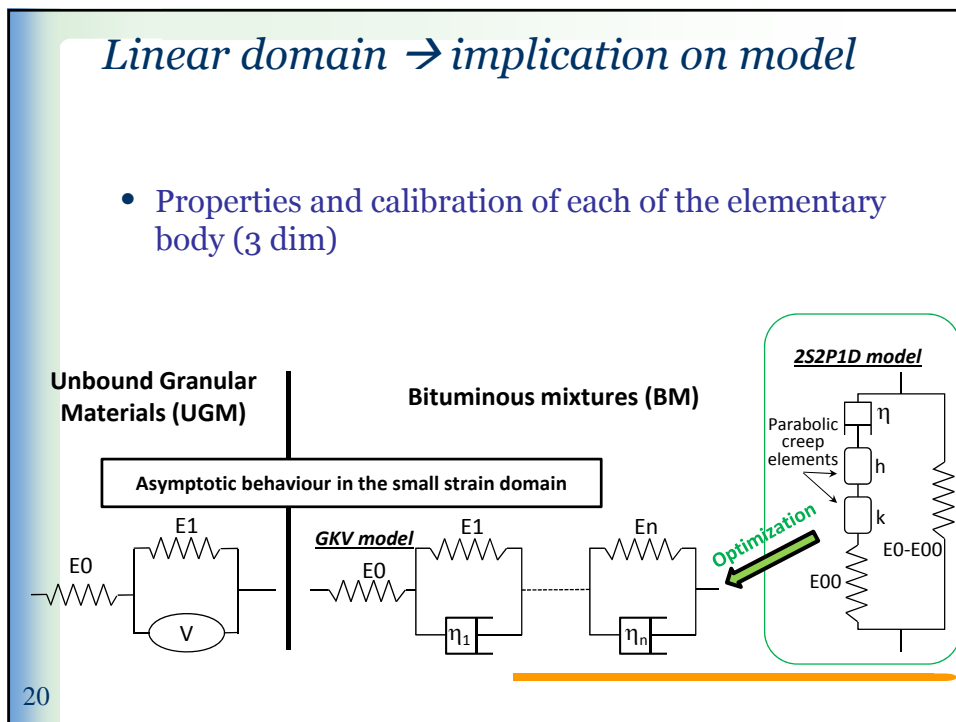 Linear domain → implication on model
• Properties and calibration of each of the elementary
body (3 dim)
Unbound Granular
Materials (UGM)
Bituminous mixtures (BM)
Asymptotic behaviour in the small strain domain
E0
E1
V
GKV model
E0
E1
η1
En
ηn
Optimization
2S2P1D model
η
Parabolic
creep
elements
h
k
E00
E0-E00
20